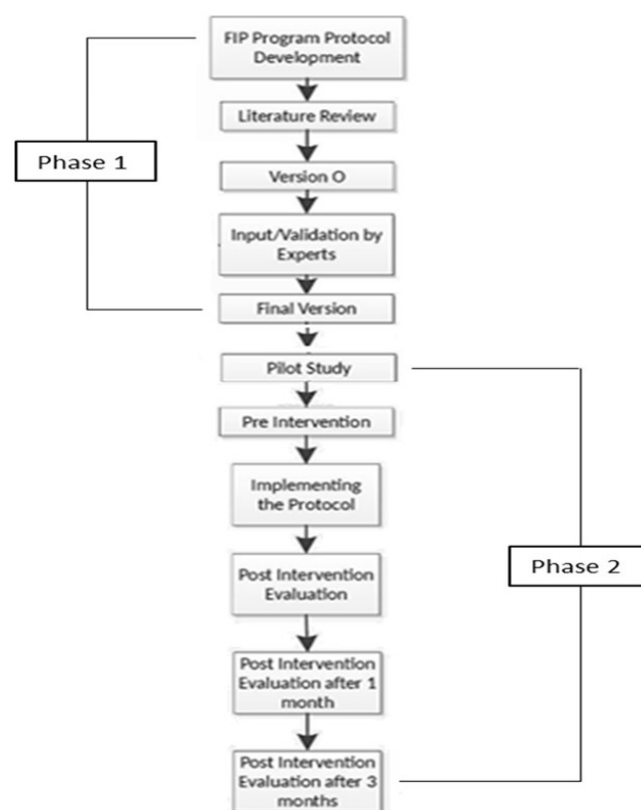 FIP Program Protocol
Development
Literature Review
Phase 1
Version O
Input/Validation by
Experts
Final Version
Pilot Study
Pre Intervention
Implementing
the Protocol
Post Intervention
Evaluation
Phase 2
Post Intervention
Evaluation after 1
month
Post Intervention
Evaluation after 3
months